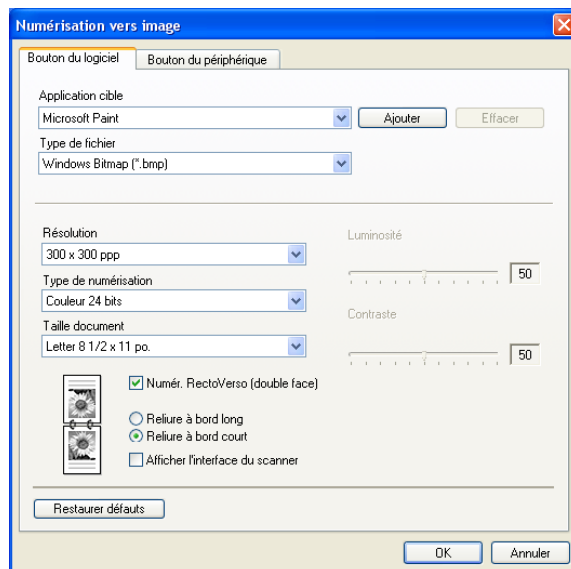 Numérisation vers image
Bouton du logiciel
Bouton du périphérique
Application cible
Microsoft Paint
Ajouter
Effacer
Type de fichier
Windows Bitmap (*.bmp)
Résolution
Luminosité
300 x 300 ppp
50
Type de numérisation
Couleur 24 bits
Contraste
Taille document
Letter 8 1/2 x 11 po.
50
Numér. RectoVerso (double face)
Reliure à bord long
Reliure à bord court
Afficher l'interface du scanner
Restaurer défauts
OK
Annuler